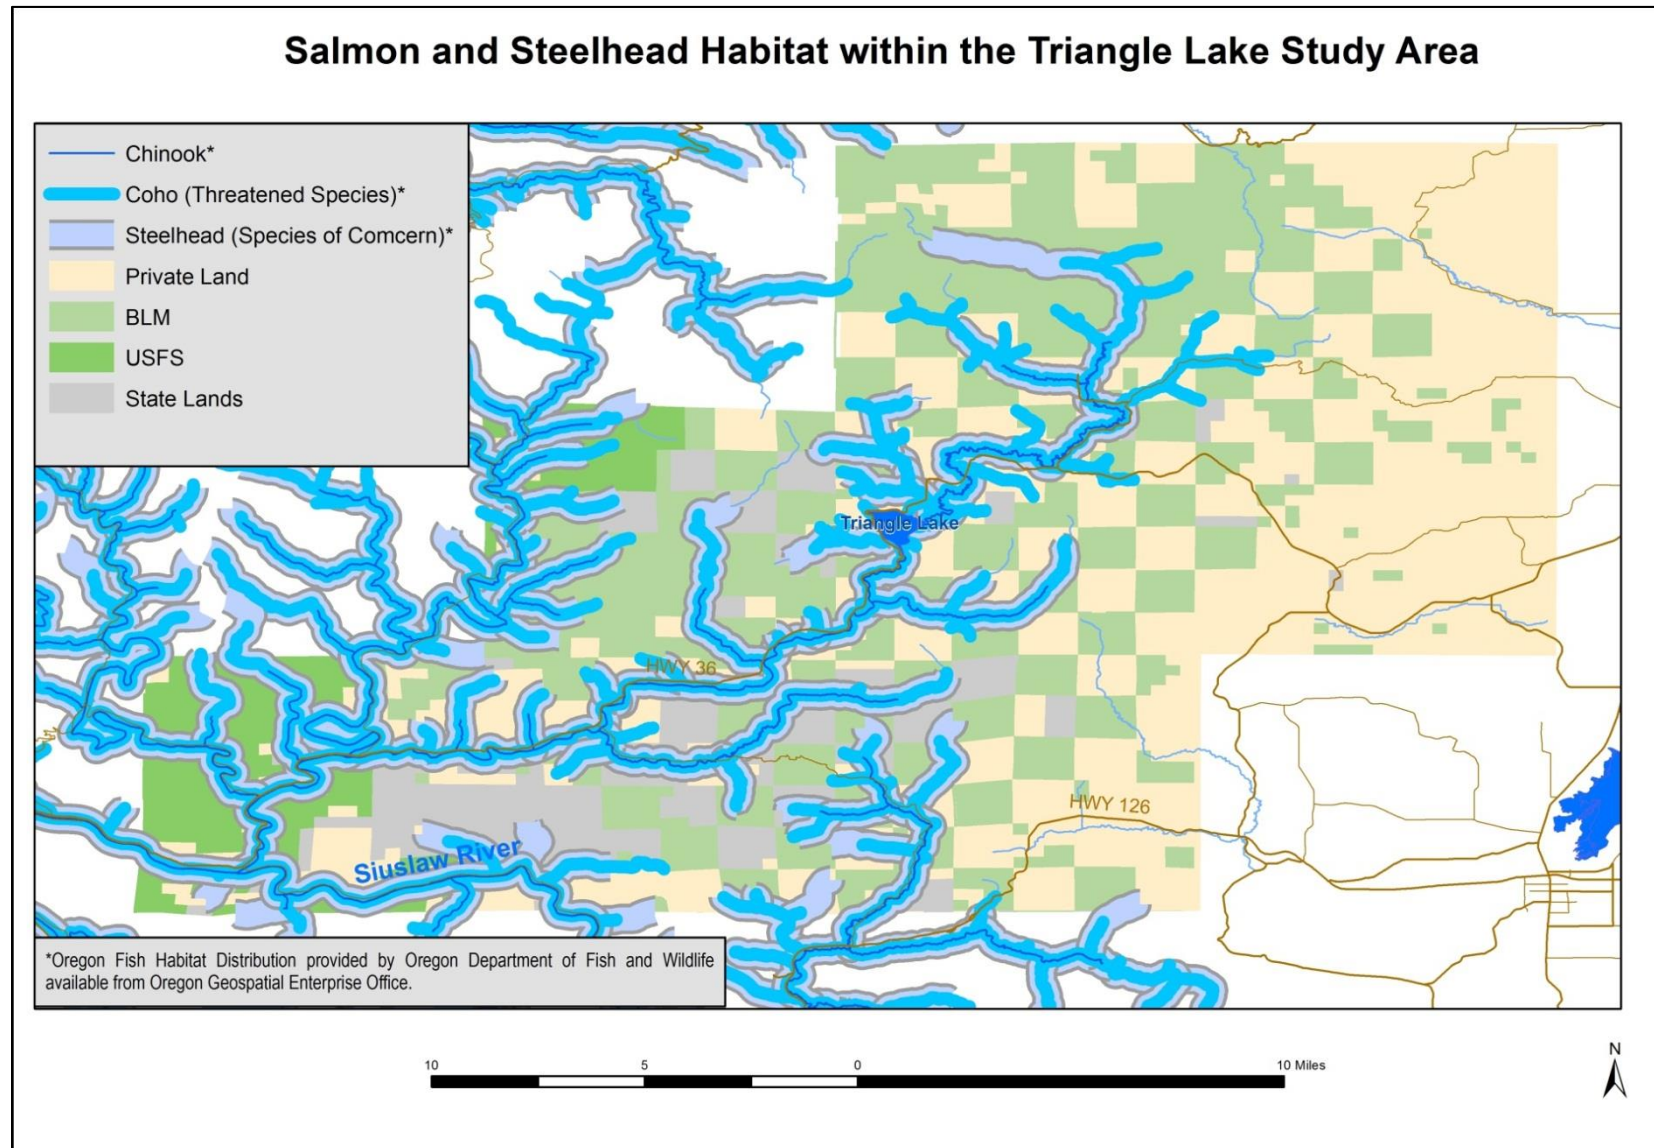 Salmon and Steelhead Habitat within the Triangle Lake Study Area
Chinook*
Coho (Threatened Species)*
Steelhead (Species of Comcern)*
Private Land
BLM
USFS
State Lands
Triangle Lake
HWY 36
HWY 126
Siuslaw River
*Oregon Fish Habitat Distribution provided by Oregon Department of Fish and Wildlife
available from Oregon Geospatial Enterprise Office.
10 5 0 10 Miles
N